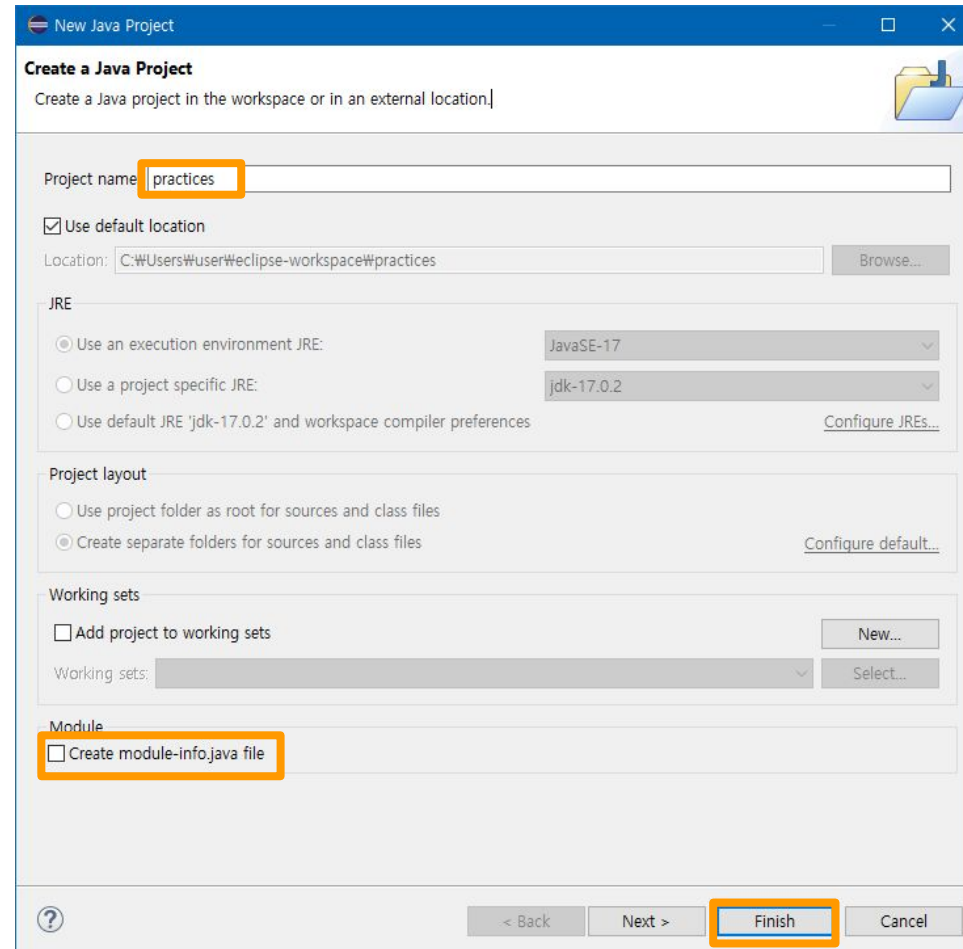 New Java Project
Create a Java Project
Create a Java project in the workspace or in an external location.
Project name: practices
Use default location
Location: C:₩Users₩user₩eclipse-workspace₩practices Browse...
JRE
Use an execution environment JRE: JavaSE-17
Use a project specific JRE: jdk-17.0.2
Use default JRE 'jdk-17.0.2' and workspace compiler preferences Configure JREs...
Project layout
Use project folder as root for sources and class files
Create separate folders for sources and class files Configure default...
Working sets
Add project to working sets New...
Working sets: Select...
Module
Create module-info.java file
? < Back Next > Finish Cancel